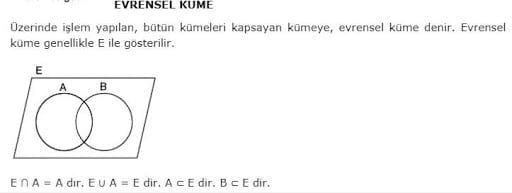 EVRENSEL KÜME
Üzerinde işlem yapılan, bütün kümeleri kapsayan kümeye, evrensel küme denir. Evrensel
küme genellikle E ile gösterilir.
E
A B
E ∩ A = A dır. E ∪ A = E dir. A ⊂ E dir. B ⊂ E dir.